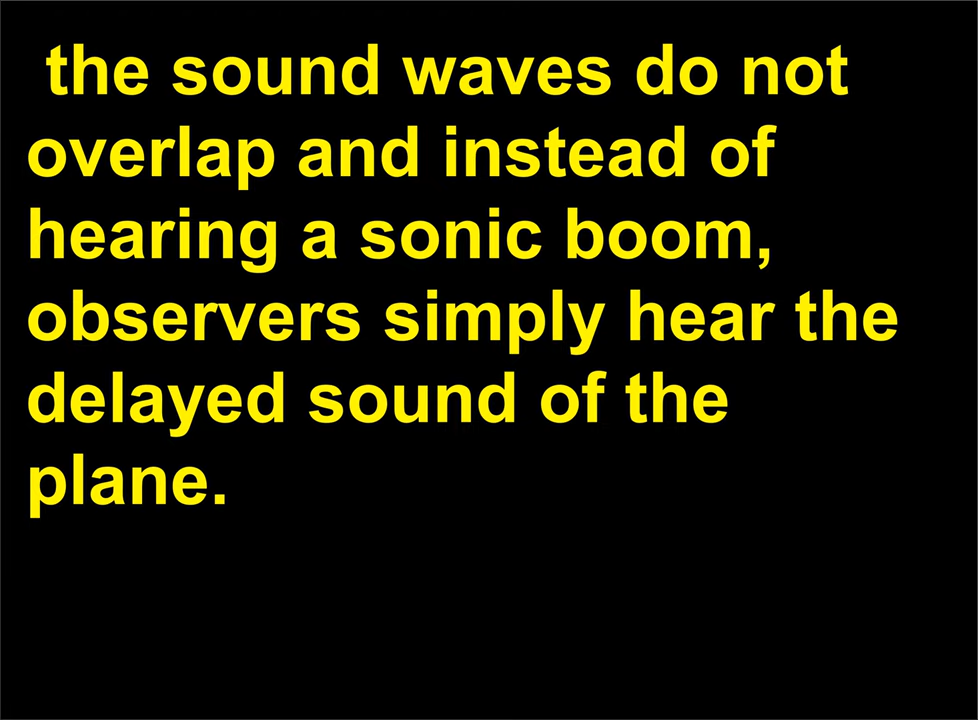 the sound waves do not
overlap and instead of
hearing a sonic boom,
observers simply hear the
delayed sound of the
plane.